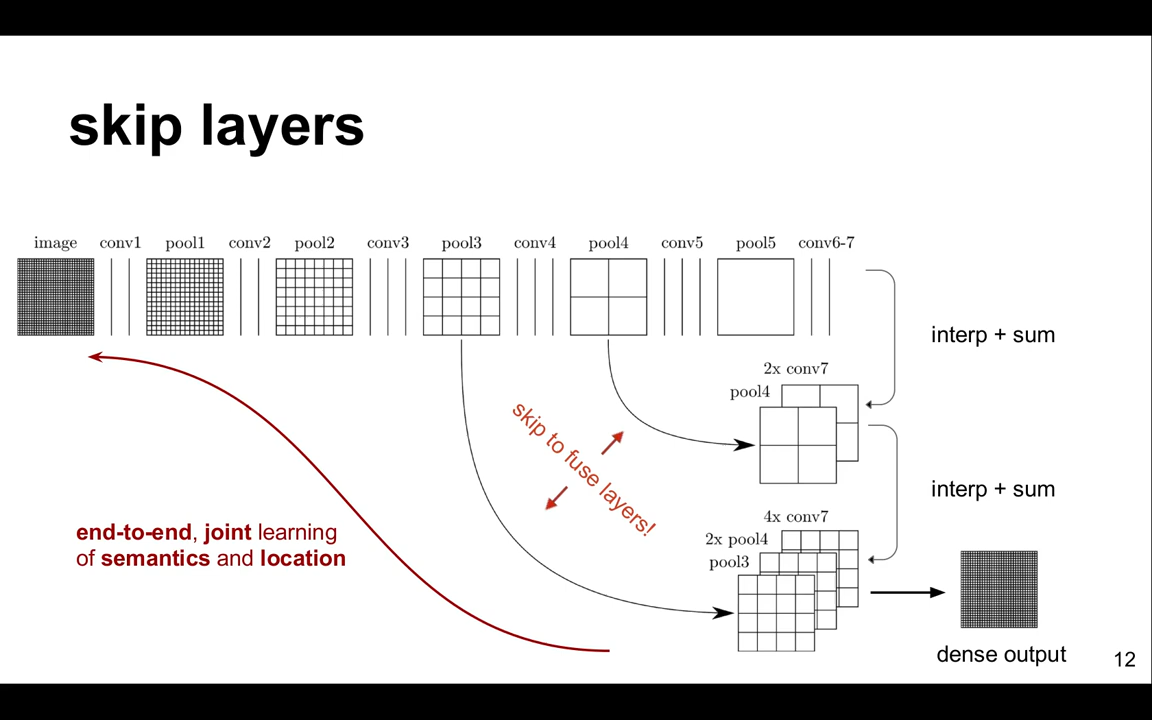 skip layers
image conv1 pool1 conv2 pool2 conv3 pool3 conv4 pool4 conv5 pool5 conv6-7
interp + sum
2x conv7
pool4
skip to fuse layers!
interp + sum
4x conv7
2x pool4
pool3
end-to-end, joint learning
of semantics and location
dense output
12